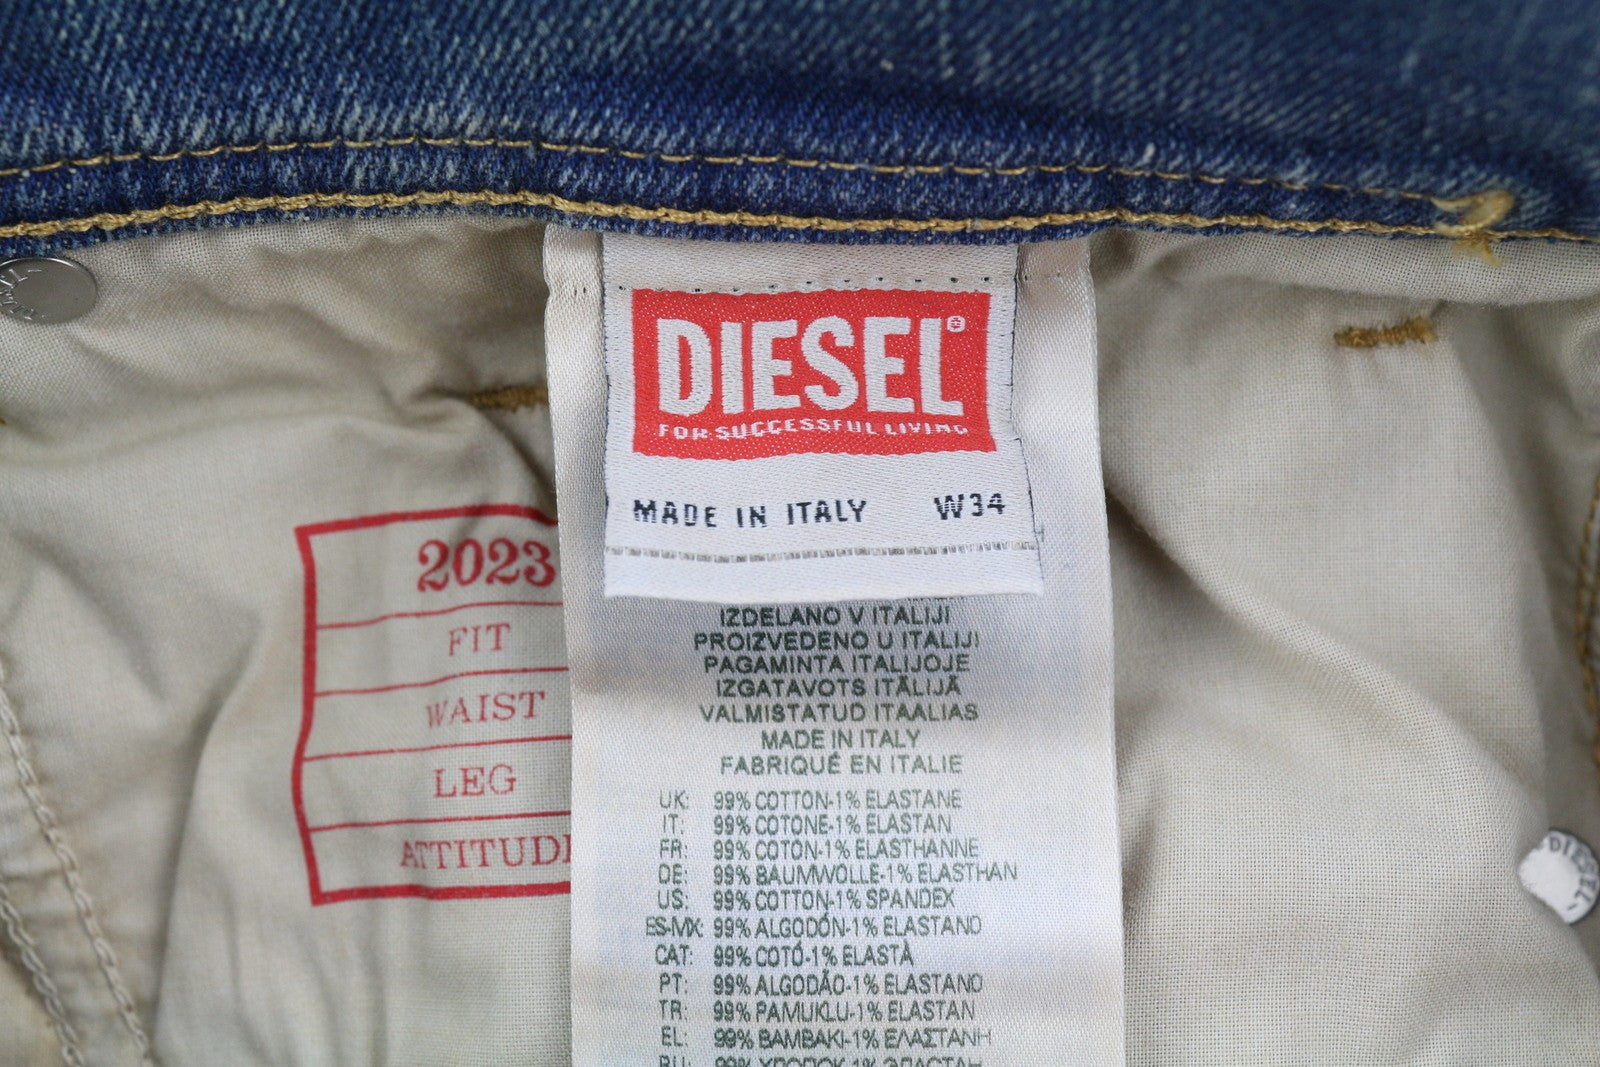 DIESEL®
FOR SUCCESSFUL LIVING
MADE IN ITALY W34
2023
FIT
WAIST
LEG
IZDELANO V ITALIJI
PROIZVEDENO U ITALIJI
PAGAMINTA ITALIJOJE
IZGATAVOTS ITĀLIJĀ
VALMISTATUD ITAALIAS
MADE IN ITALY
FABRIQUÉ EN ITALIE
UK: 99% COTTON-1% ELASTANE
IT: 99% COTONE-1% ELASTAN
FR: 99% COTON-1% ELASTHANNE
DE: 99% BAUMWOLLE-1% ELASTHAN
US: 99% COTTON-1% SPANDEX
ES-MX: 99% ALGODÓN-1% ELASTANO
CAT: 99% COTÓ-1% ELASTÀ
PT: 99% ALGODÃO-1% ELASTANO
TR: 99% PAMUKLU-1% ELASTAN
EL: 99% ΒΑΜΒΑΚΙ-1% ΕΛΑΣΤΑΝΗ
DIESEL